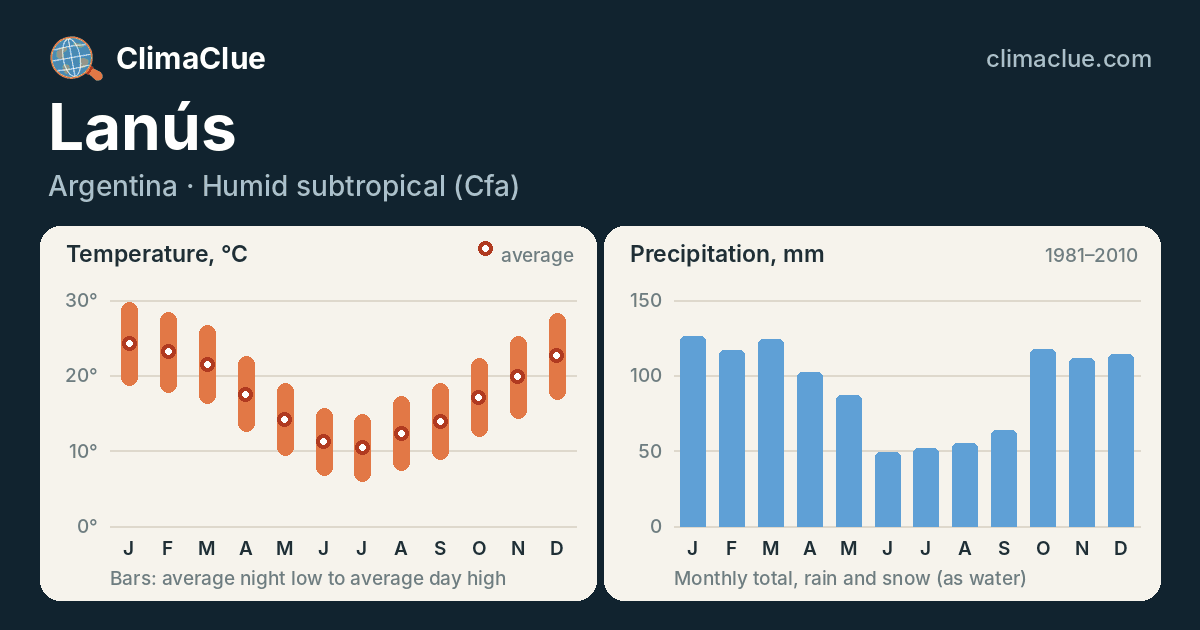 ClimaClue
climaclue.com
Lanús
Argentina · Humid subtropical (Cfa)
Temperature, °C
average
30°
20°
10°
0°
J F M A M J J A S O N D
Bars: average night low to average day high
Precipitation, mm
1981–2010
150
100
50
0
J F M A M J J A S O N D
Monthly total, rain and snow (as water)